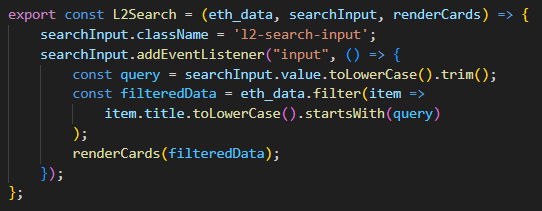 export const L2Search = (eth_data, searchInput, renderCards) => {
    searchInput.className = 'l2-search-input';
    searchInput.addEventListener("input", () => {
        const query = searchInput.value.toLowerCase().trim();
        const filteredData = eth_data.filter(item =>
            item.title.toLowerCase().startsWith(query)
        );
        renderCards(filteredData);
    });
};